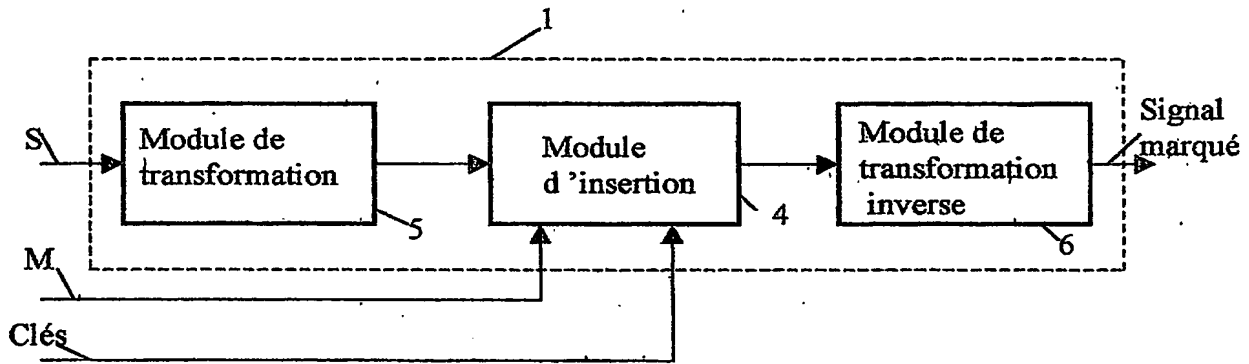 1
S
Module de
transformation
5
Module
d ’insertion
4
Module de
transformation
inverse
6
Signal
marqué
M
Clés